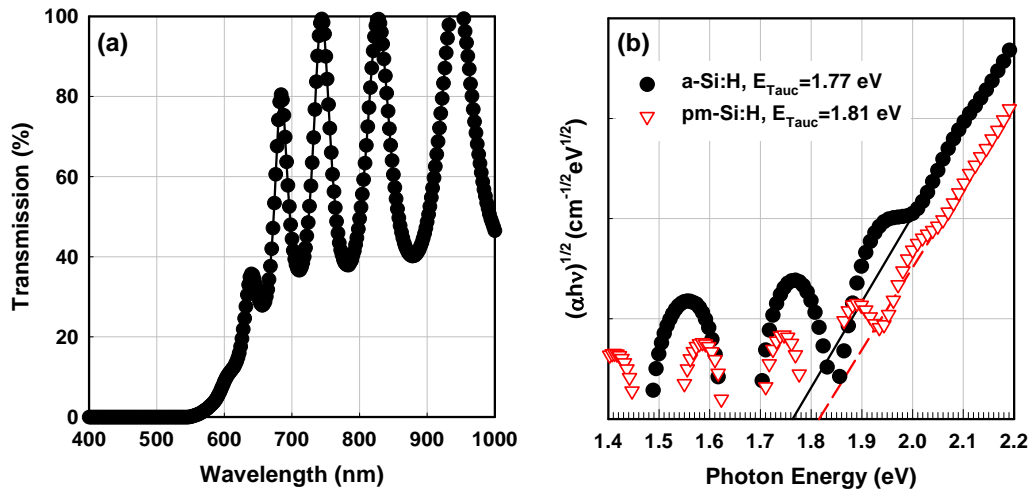 (a)
Transmission (%)
100
80
60
40
20
0
400 500 600 700 800 900 1000
Wavelength (nm)
(b)
a-Si:H, E_Tauc=1.77 eV
pm-Si:H, E_Tauc=1.81 eV
(αhν)^1/2 (cm^-1/2 eV^1/2)
1.4 1.5 1.6 1.7 1.8 1.9 2.0 2.1 2.2
Photon Energy (eV)